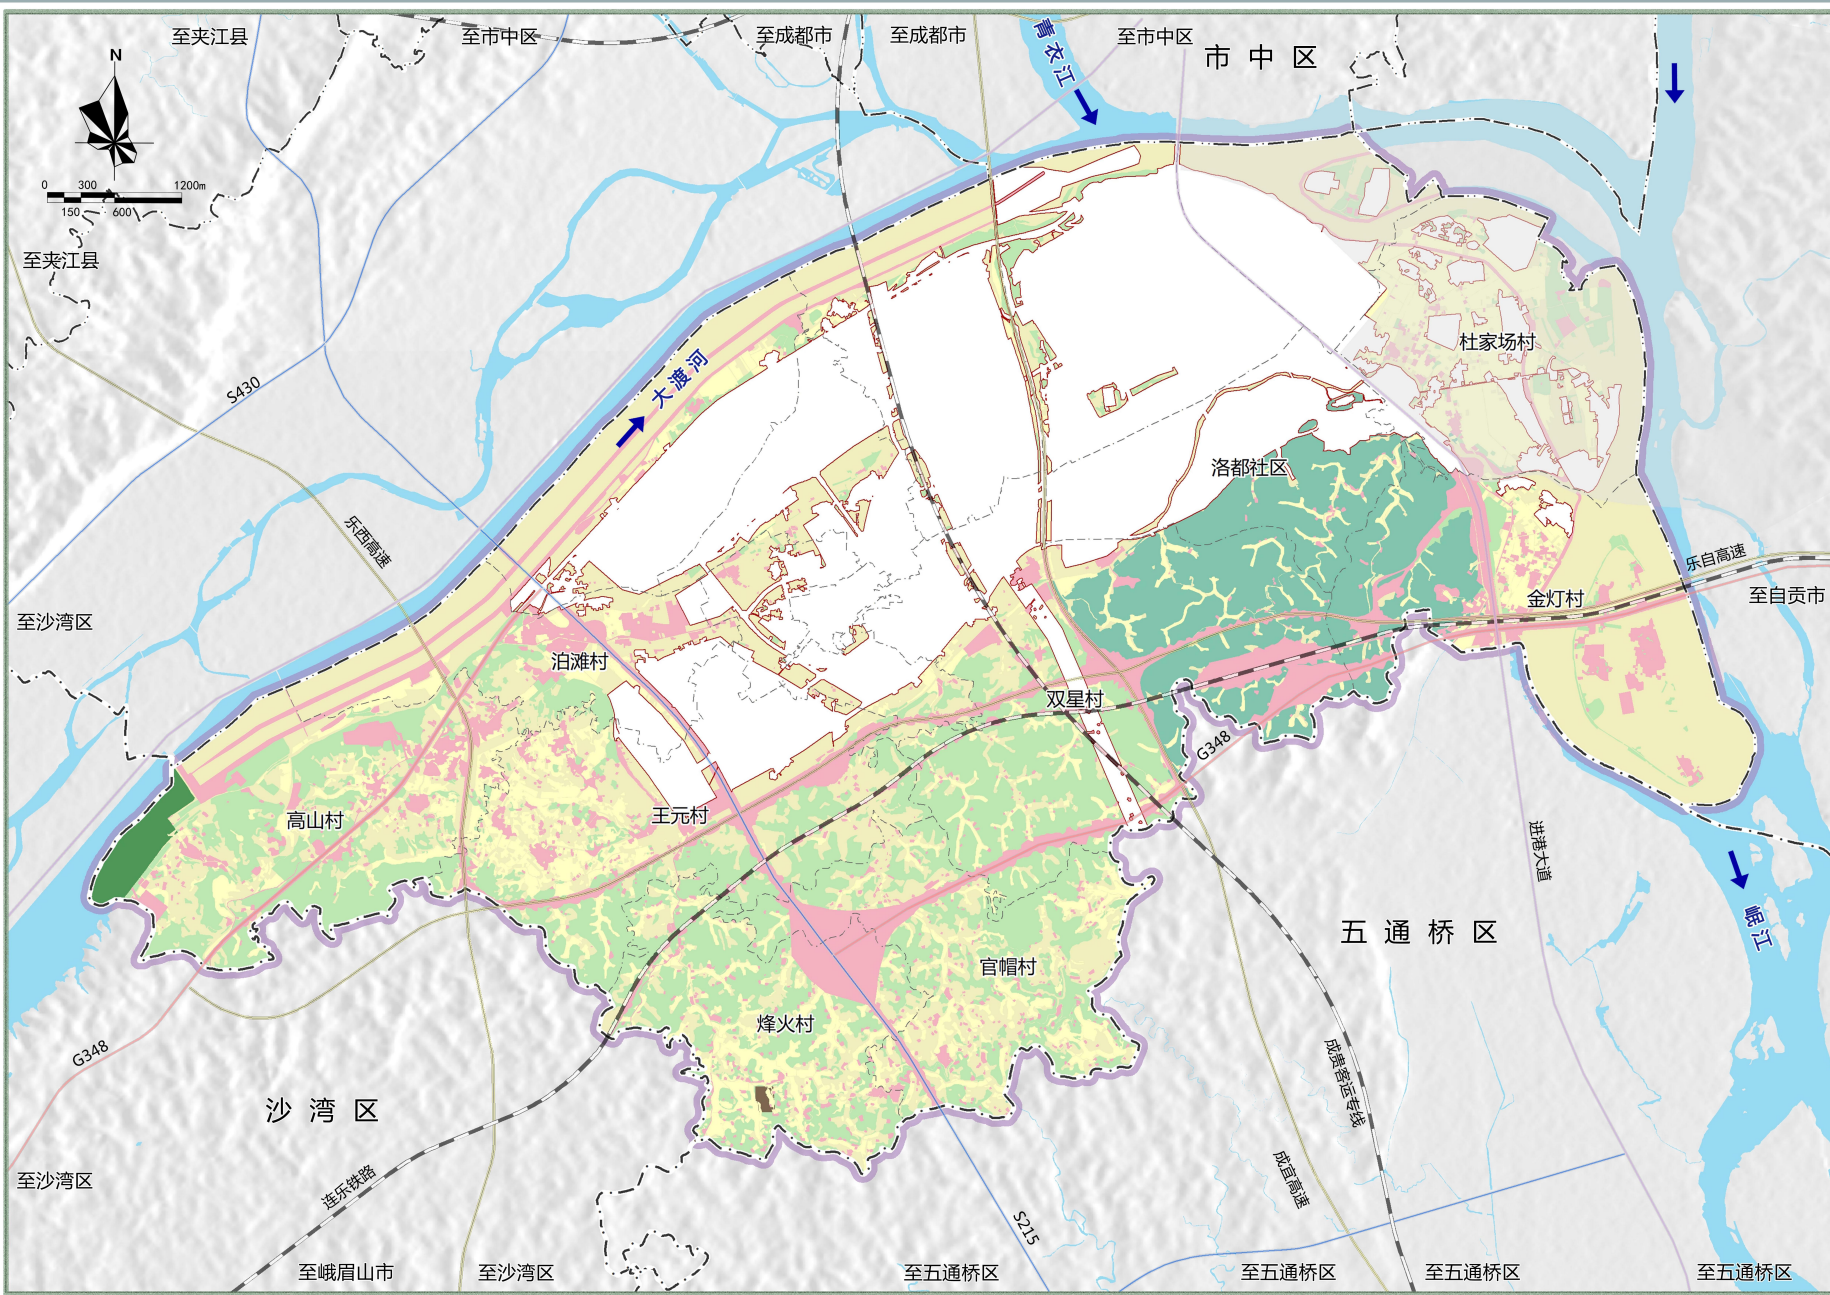 至夹江县
至市中区
至成都市
至成都市
至市中区
市中区
青衣江
N
0 300 1200m
150 600
至夹江县
S430
大渡河
杜家场村
洛都社区
乐西高速
乐自高速
至沙湾区
金灯村
至自贡市
泊滩村
双星村
G348
高山村
王元村
进港大道
岷江
五通桥区
官帽村
烽火村
G348
成贵客运专线
沙湾区
至沙湾区
连乐铁路
成宜高速
S215
至峨眉山市
至沙湾区
至五通桥区
至五通桥区
至五通桥区
至五通桥区